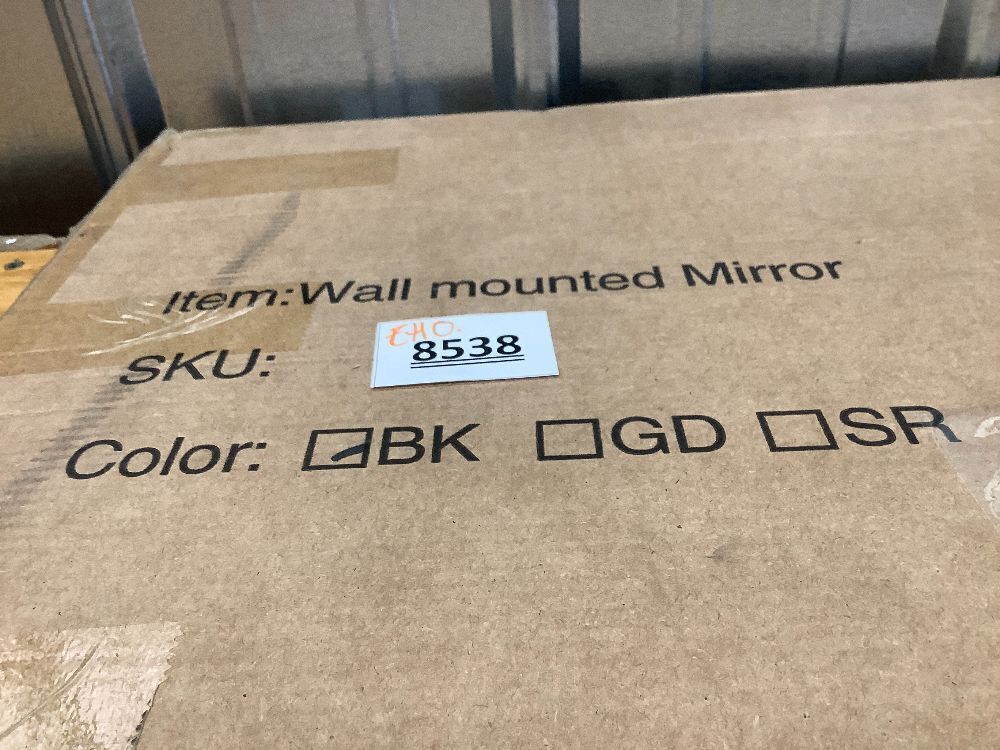 Item:Wall mounted Mirror
EHO.
SKU: 8538
Color: ☑BK ☐GD ☐SR